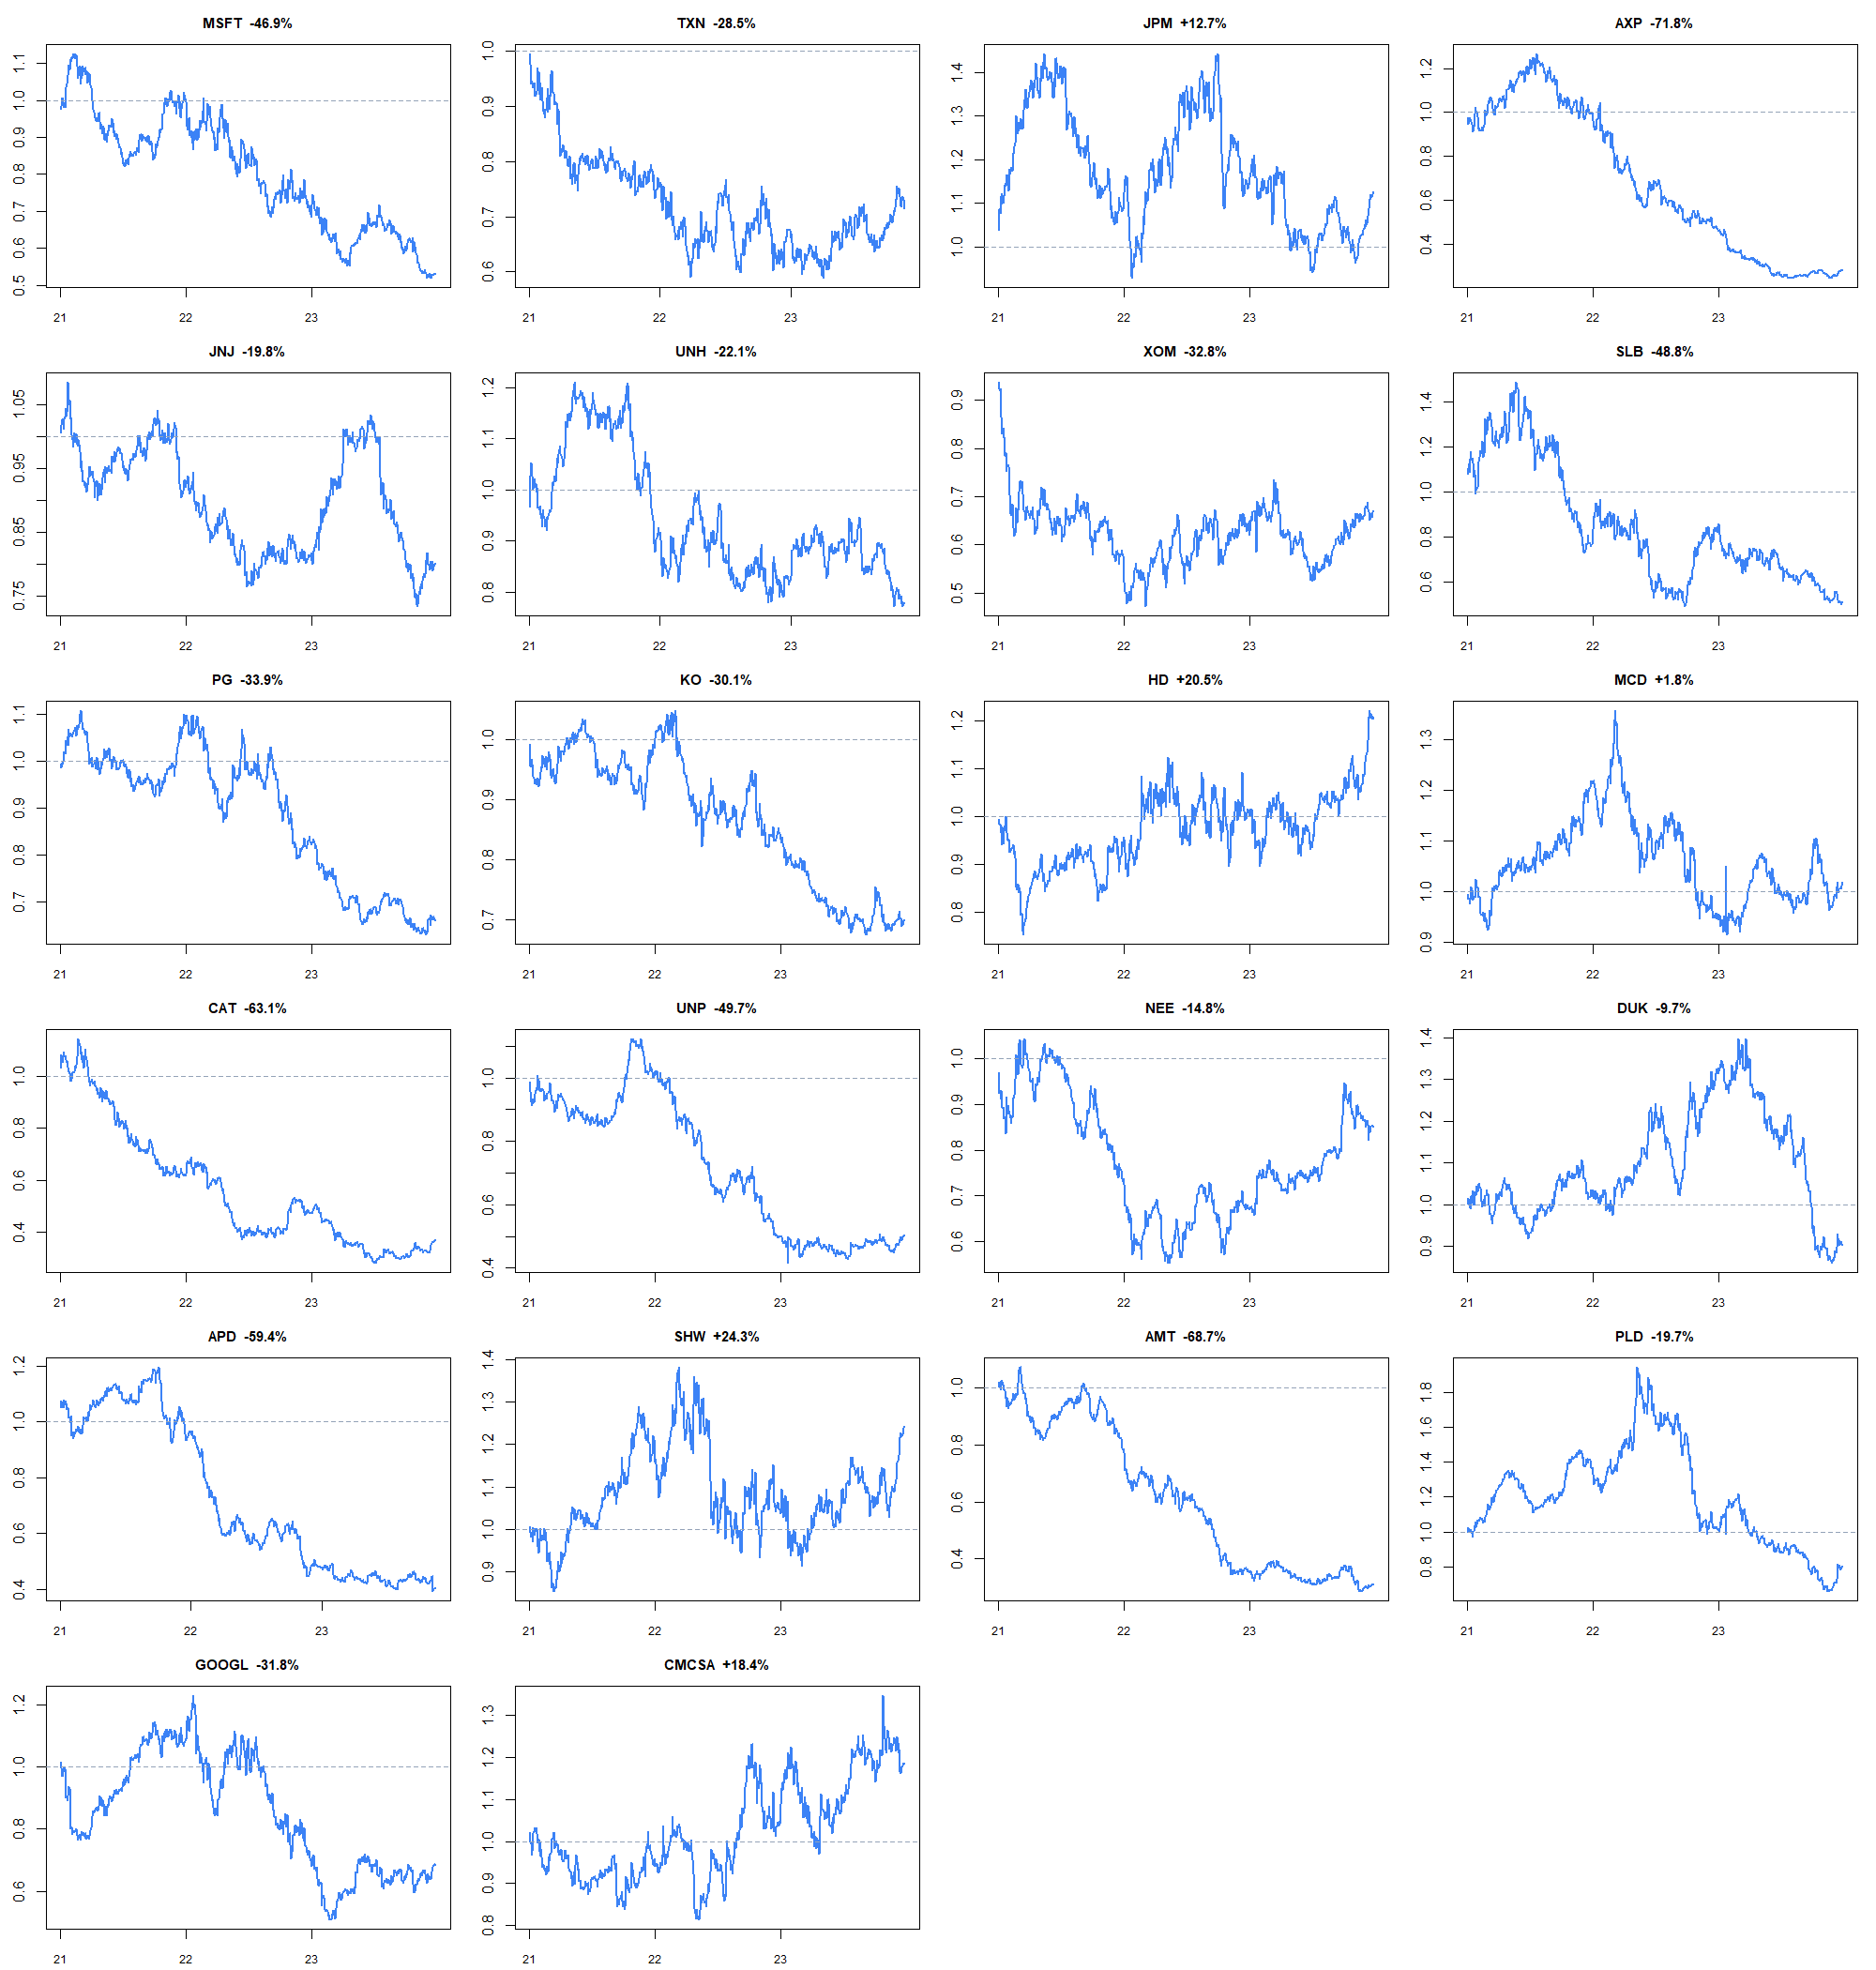 MSFT -46.9%
TXN -28.5%
JPM +12.7%
AXP -71.8%
0.5 0.6 0.7 0.8 0.9 1.0 1.1
0.6 0.7 0.8 0.9 1.0
1.0 1.1 1.2 1.3 1.4
0.4 0.6 0.8 1.0 1.2
21 22 23
21 22 23
21 22 23
21 22 23
JNJ -19.8%
UNH -22.1%
XOM -32.8%
SLB -48.8%
0.75 0.85 0.95 1.05
0.8 0.9 1.0 1.1 1.2
0.5 0.6 0.7 0.8 0.9
0.6 0.8 1.0 1.2 1.4
21 22 23
21 22 23
21 22 23
21 22 23
PG -33.9%
KO -30.1%
HD +20.5%
MCD +1.8%
0.7 0.8 0.9 1.0 1.1
0.7 0.8 0.9 1.0
0.8 0.9 1.0 1.1 1.2
0.9 1.0 1.1 1.2 1.3
21 22 23
21 22 23
21 22 23
21 22 23
CAT -63.1%
UNP -49.7%
NEE -14.8%
DUK -9.7%
0.4 0.6 0.8 1.0
0.4 0.6 0.8 1.0
0.6 0.7 0.8 0.9 1.0
0.9 1.0 1.1 1.2 1.3 1.4
21 22 23
21 22 23
21 22 23
21 22 23
APD -59.4%
SHW +24.3%
AMT -68.7%
PLD -19.7%
0.4 0.6 0.8 1.0 1.2
0.9 1.0 1.1 1.2 1.3 1.4
0.4 0.6 0.8 1.0
0.8 1.0 1.2 1.4 1.6 1.8
21 22 23
21 22 23
21 22 23
21 22 23
GOOGL -31.8%
CMCSA +18.4%
0.6 0.8 1.0 1.2
0.8 0.9 1.0 1.1 1.2 1.3
21 22 23
21 22 23